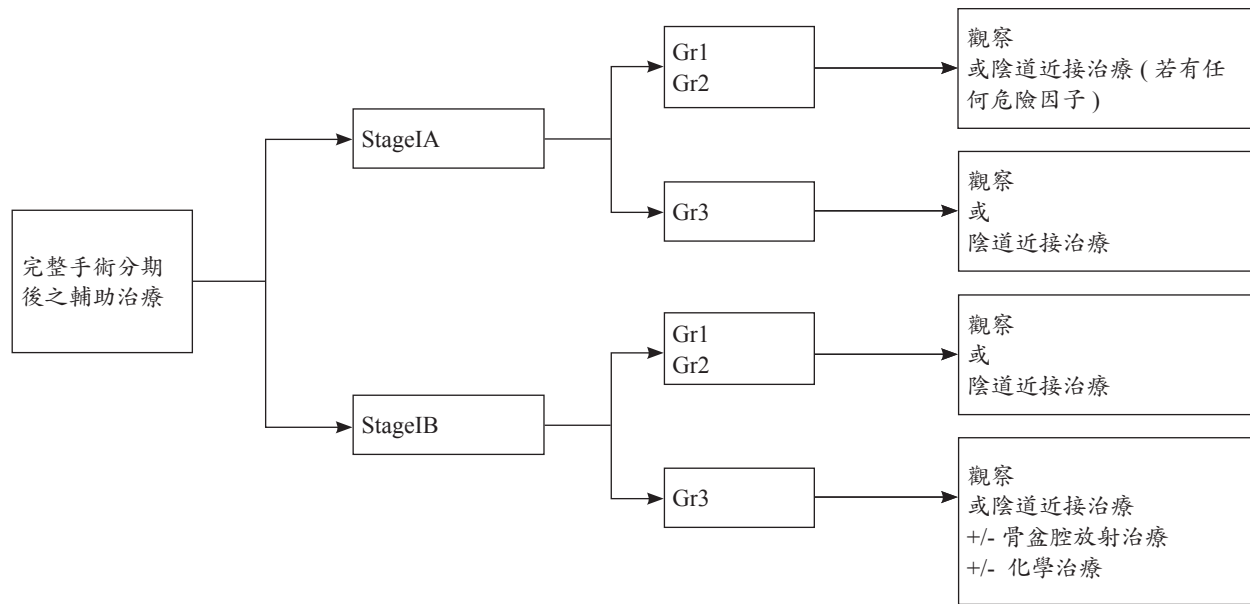 完整手術分期
後之輔助治療
StageIA
Gr1
Gr2
觀察
或陰道近接治療 ( 若有任
何危險因子 )
Gr3
觀察
或
陰道近接治療
StageIB
Gr1
Gr2
觀察
或
陰道近接治療
Gr3
觀察
或陰道近接治療
+/- 骨盆腔放射治療
+/- 化學治療